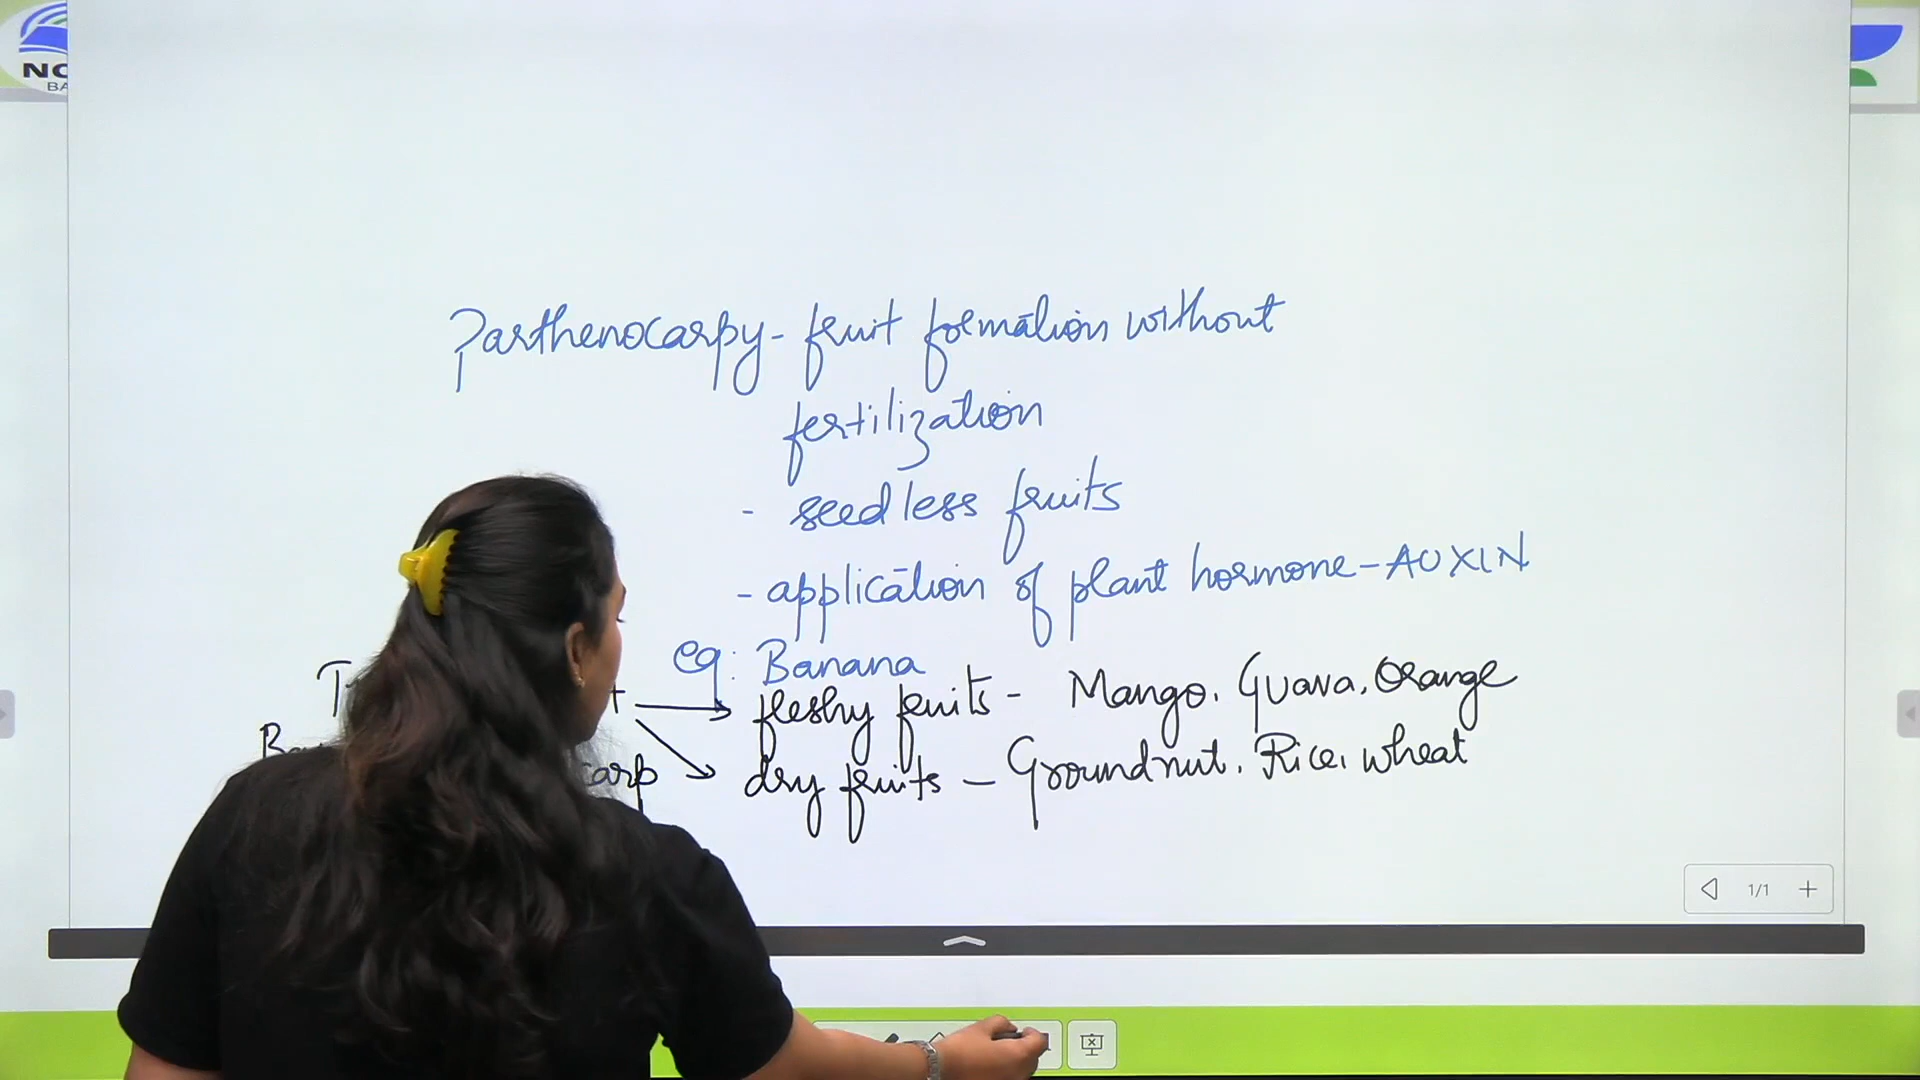 Parthenocarpy - fruit formation without
fertilization
- seedless fruits
- application of plant hormone - AUXIN
eg: Banana
fleshy fruits - Mango, Guava, Orange
dry fruits - Groundnut, Rice, wheat
1/1